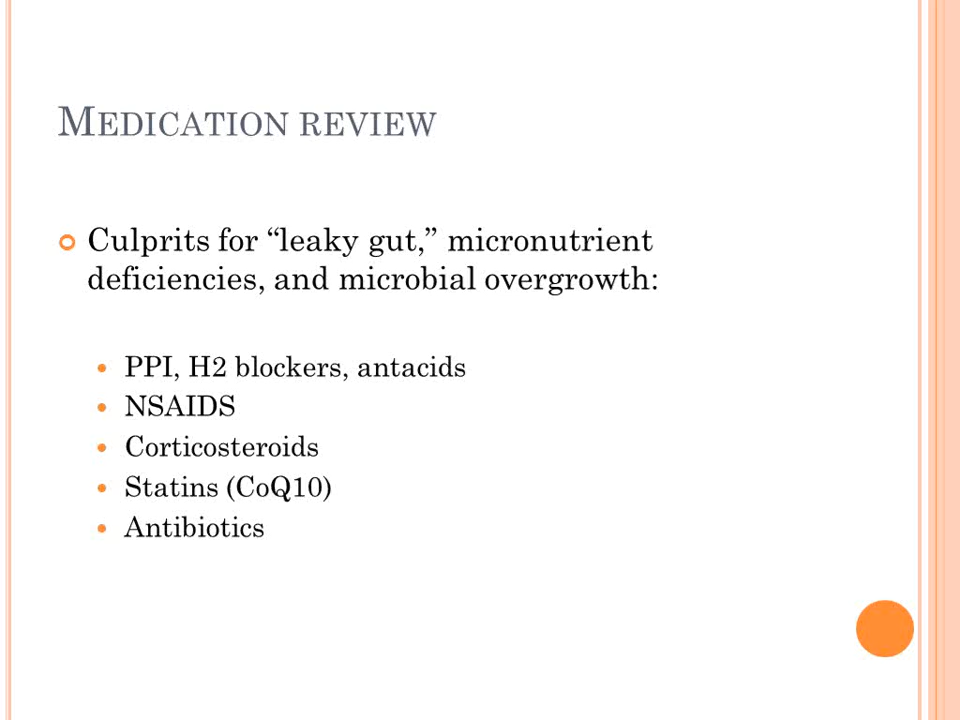 MEDICATION REVIEW
Culprits for “leaky gut,” micronutrient
deficiencies, and microbial overgrowth:
PPI, H2 blockers, antacids
NSAIDS
Corticosteroids
Statins (CoQ10)
Antibiotics